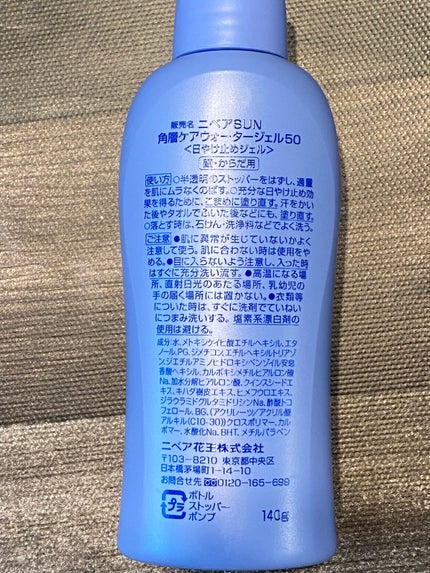 販売名 ニベアSUN
角層ケアウォータージェル50
<日やけ止めジェル>
顔・からだ用
使い方 ○半透明のストッパーをはずし、適量
を肌にムラなくのばす。○充分な日やけ止め効
果を得るために、こまめに塗り直す。汗をかい
た後やタオルでふいた後などにも、塗り直す。
○落とす時は、石けん・洗浄料などでよく洗う。
ご注意 ●肌に異常が生じていないかよく
注意して使う。肌に合わない時は使用をや
める。●目に入らないよう注意し、入った時
はすぐに充分洗い流す。●高温になる場
所、直射日光のあたる場所、乳幼児の
手の届く場所には置かない。●衣類等
についた時は、すぐに洗剤でていねい
につまみ洗いする。塩素系漂白剤の
使用は避ける。
成分:水、メトキシケイヒ酸エチルヘキシル、エタ
ノール、PG、ジメチコン、エチルヘキシルトリアゾ
ン、ジエチルアミノヒドロキシベンゾイル安息
香酸ヘキシル、カルボキシメチルヒアルロン酸
Na、加水分解ヒアルロン酸、クインスシードエ
キス、キハダ樹皮エキス、ヒメフウロエキス、
ジラウラミドグルタミドリシンNa、酢酸トコ
フェロール、BG、(アクリレーツ/アクリル酸
アルキル(C10-30))クロスポリマー、カル
ボマー、水酸化Na、BHT、メチルパラベン
ニベア花王株式会社
〒103-8210 東京都中央区
日本橋茅場町1-14-10
お問合せ先 0120-165-699
プラ ボトル
ストッパー
ポンプ 140g